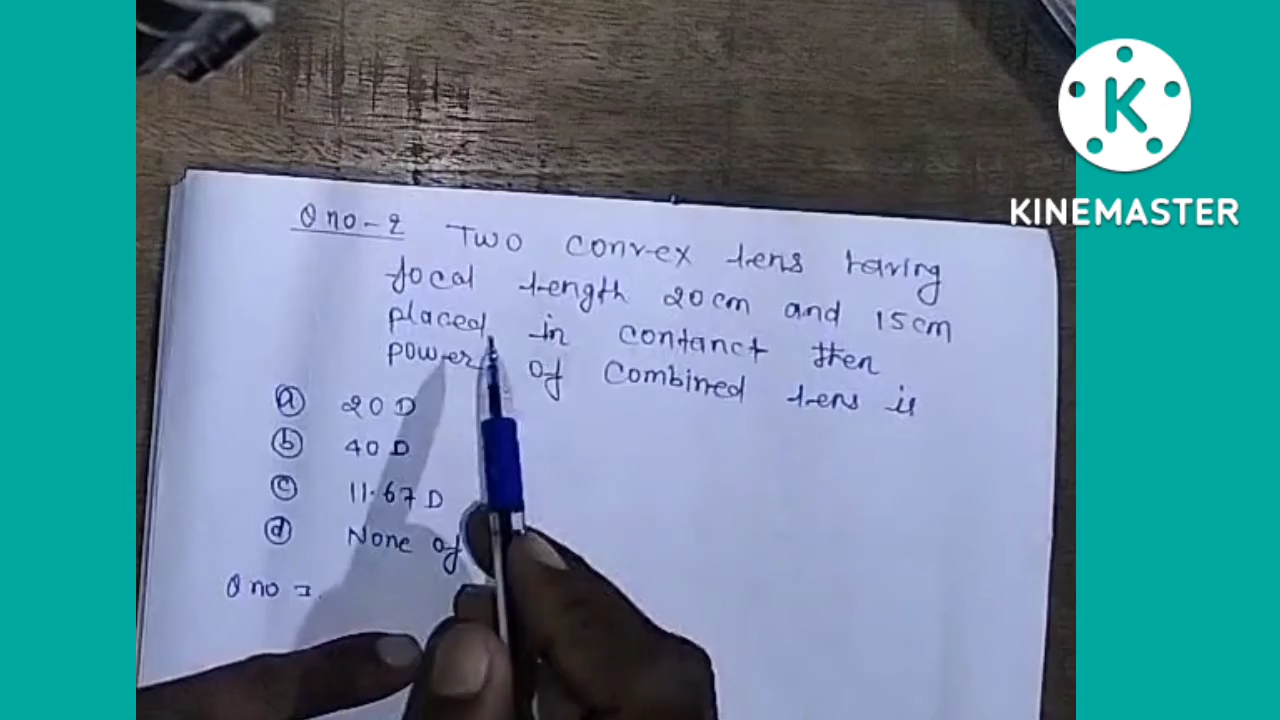 Q no - 2 Two convex lens having
focal length 20cm and 15cm
placed in contanct then
power of combined lens is
(a) 20 D
(b) 40 D
(c) 11.67 D
(d) None of
Q no
K
KINEMASTER